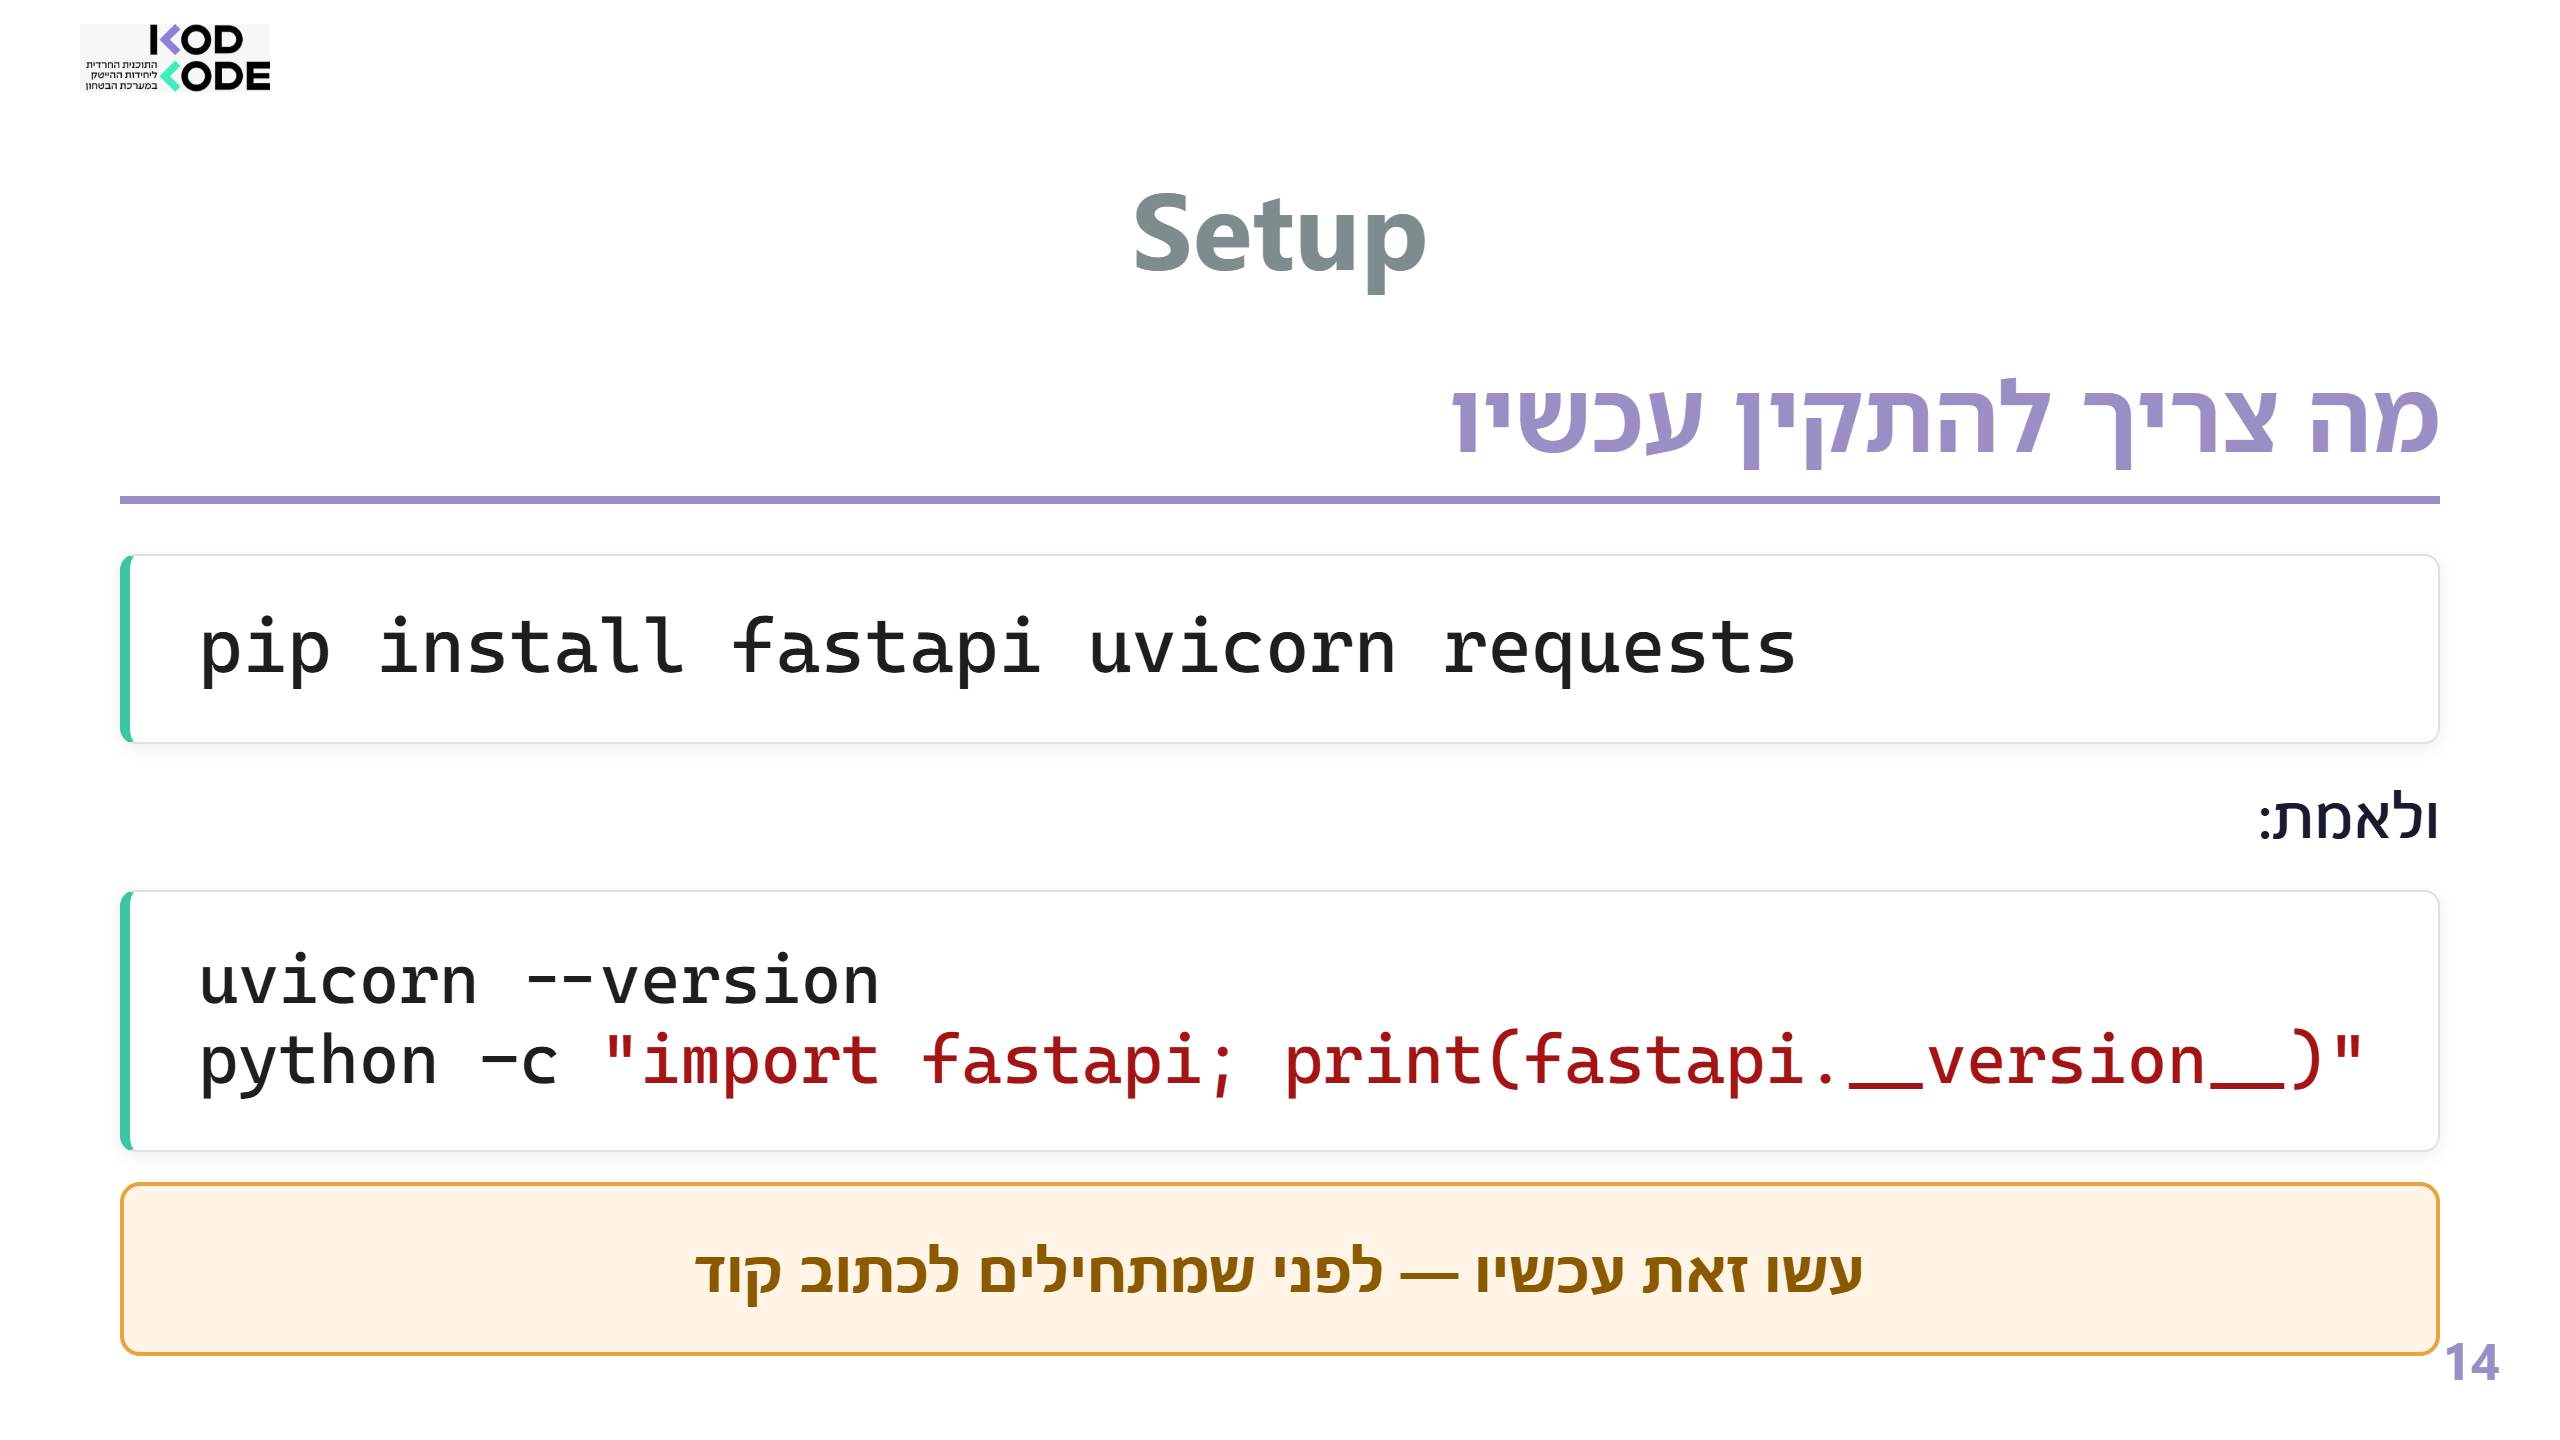 KOD
KODE
התוכנית החרדית
ליחידות ההייטק
במערכת הבטחון
Setup
מה צריך להתקין עכשיו
pip install fastapi uvicorn requests
ולאמת:
uvicorn --version
python -c "import fastapi; print(fastapi.__version__)"
עשו זאת עכשיו — לפני שמתחילים לכתוב קוד
14